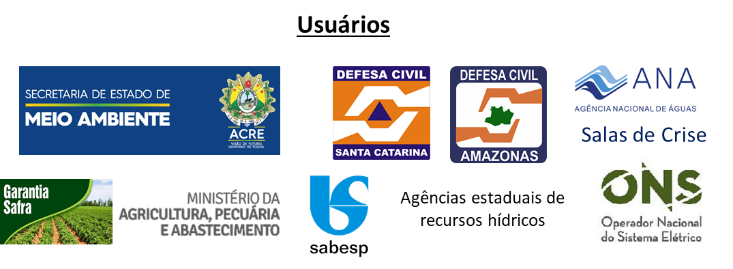 Usuários
SECRETARIA DE ESTADO DE
MEIO AMBIENTE
ACRE
DEFESA CIVIL
SANTA CATARINA
DEFESA CIVIL
AMAZONAS
ANA
AGÊNCIA NACIONAL DE ÁGUAS
Salas de Crise
Garantia
Safra
MINISTÉRIO DA
AGRICULTURA, PECUÁRIA
E ABASTECIMENTO
sabesp
Agências estaduais de
recursos hídricos
ONS
Operador Nacional
do Sistema Elétrico